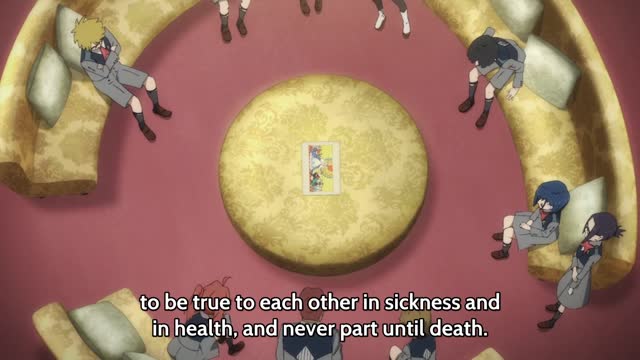 to be true to each other in sickness and
in health, and never part until death.